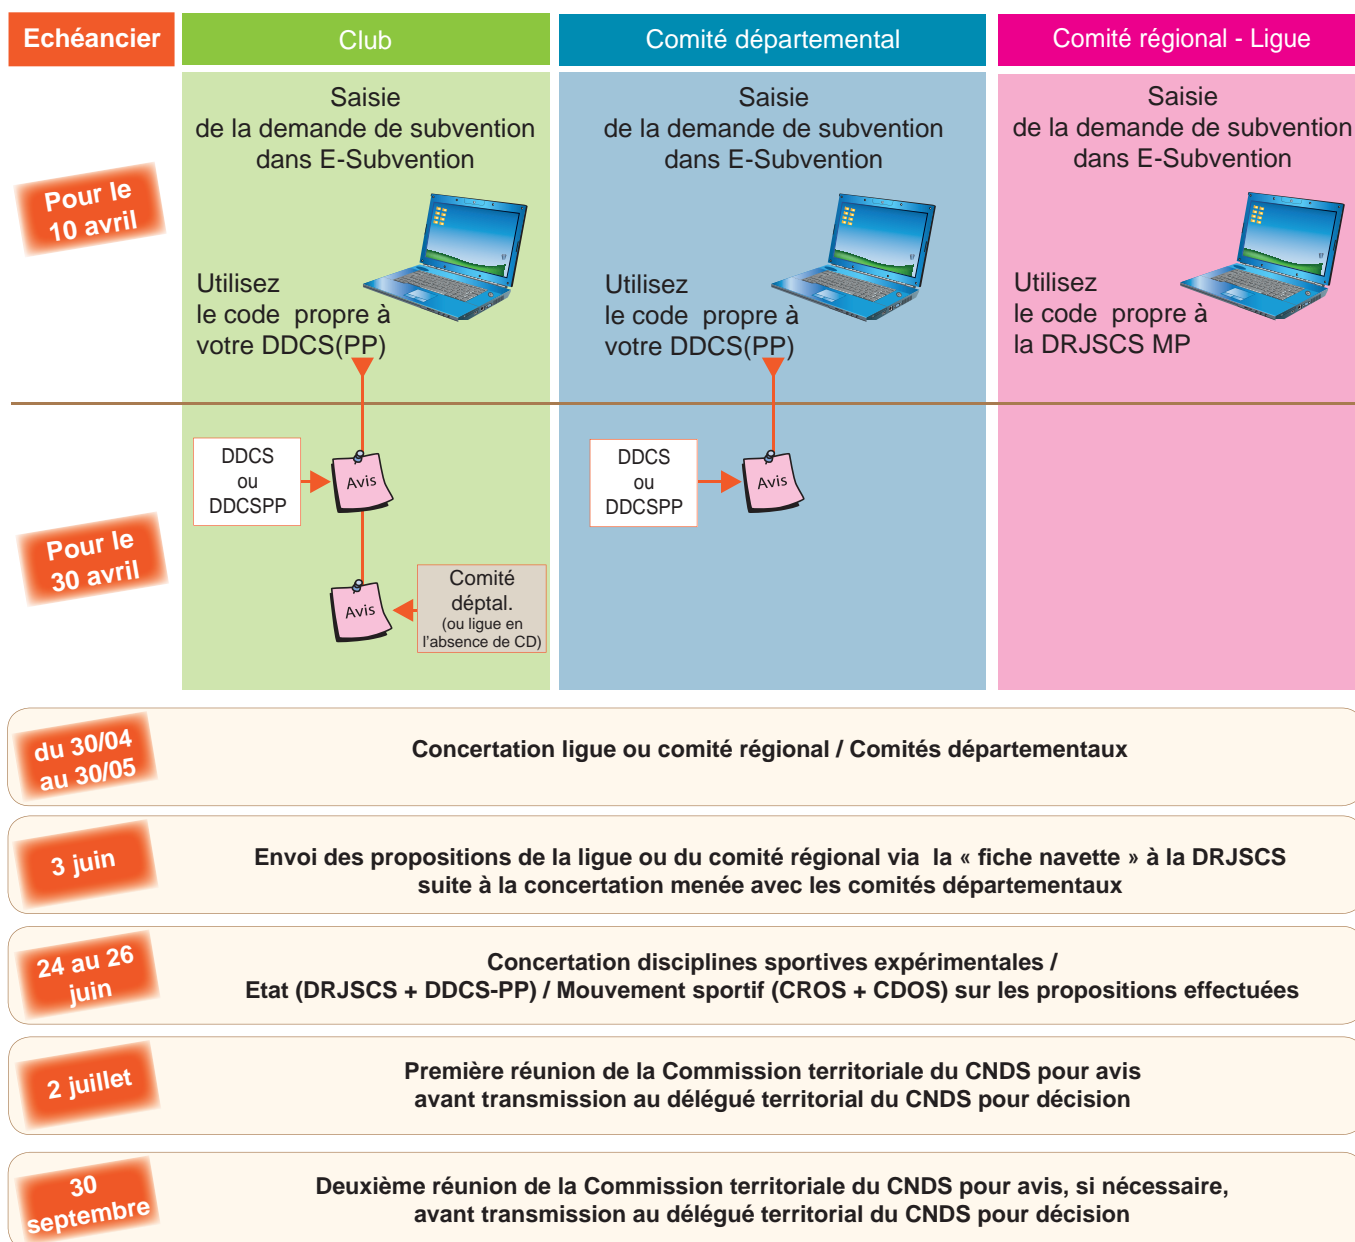 Echéancier
Club
Comité départemental
Comité régional - Ligue
Pour le
10 avril
Saisie
de la demande de subvention
dans E-Subvention
Utilisez
le code propre à
votre DDCS(PP)
Saisie
de la demande de subvention
dans E-Subvention
Utilisez
le code propre à
votre DDCS(PP)
Saisie
de la demande de subvention
dans E-Subvention
Utilisez
le code propre à
la DRJSCS MP
Pour le
30 avril
DDCS
ou
DDCSPP
Avis
Avis
Comité
déptal.
(ou ligue en
l'absence de CD)
DDCS
ou
DDCSPP
Avis
du 30/04
au 30/05
Concertation ligue ou comité régional / Comités départementaux
3 juin
Envoi des propositions de la ligue ou du comité régional via la « fiche navette » à la DRJSCS
suite à la concertation menée avec les comités départementaux
24 au 26
juin
Concertation disciplines sportives expérimentales /
Etat (DRJSCS + DDCS-PP) / Mouvement sportif (CROS + CDOS) sur les propositions effectuées
2 juillet
Première réunion de la Commission territoriale du CNDS pour avis
avant transmission au délégué territorial du CNDS pour décision
30
septembre
Deuxième réunion de la Commission territoriale du CNDS pour avis, si nécessaire,
avant transmission au délégué territorial du CNDS pour décision